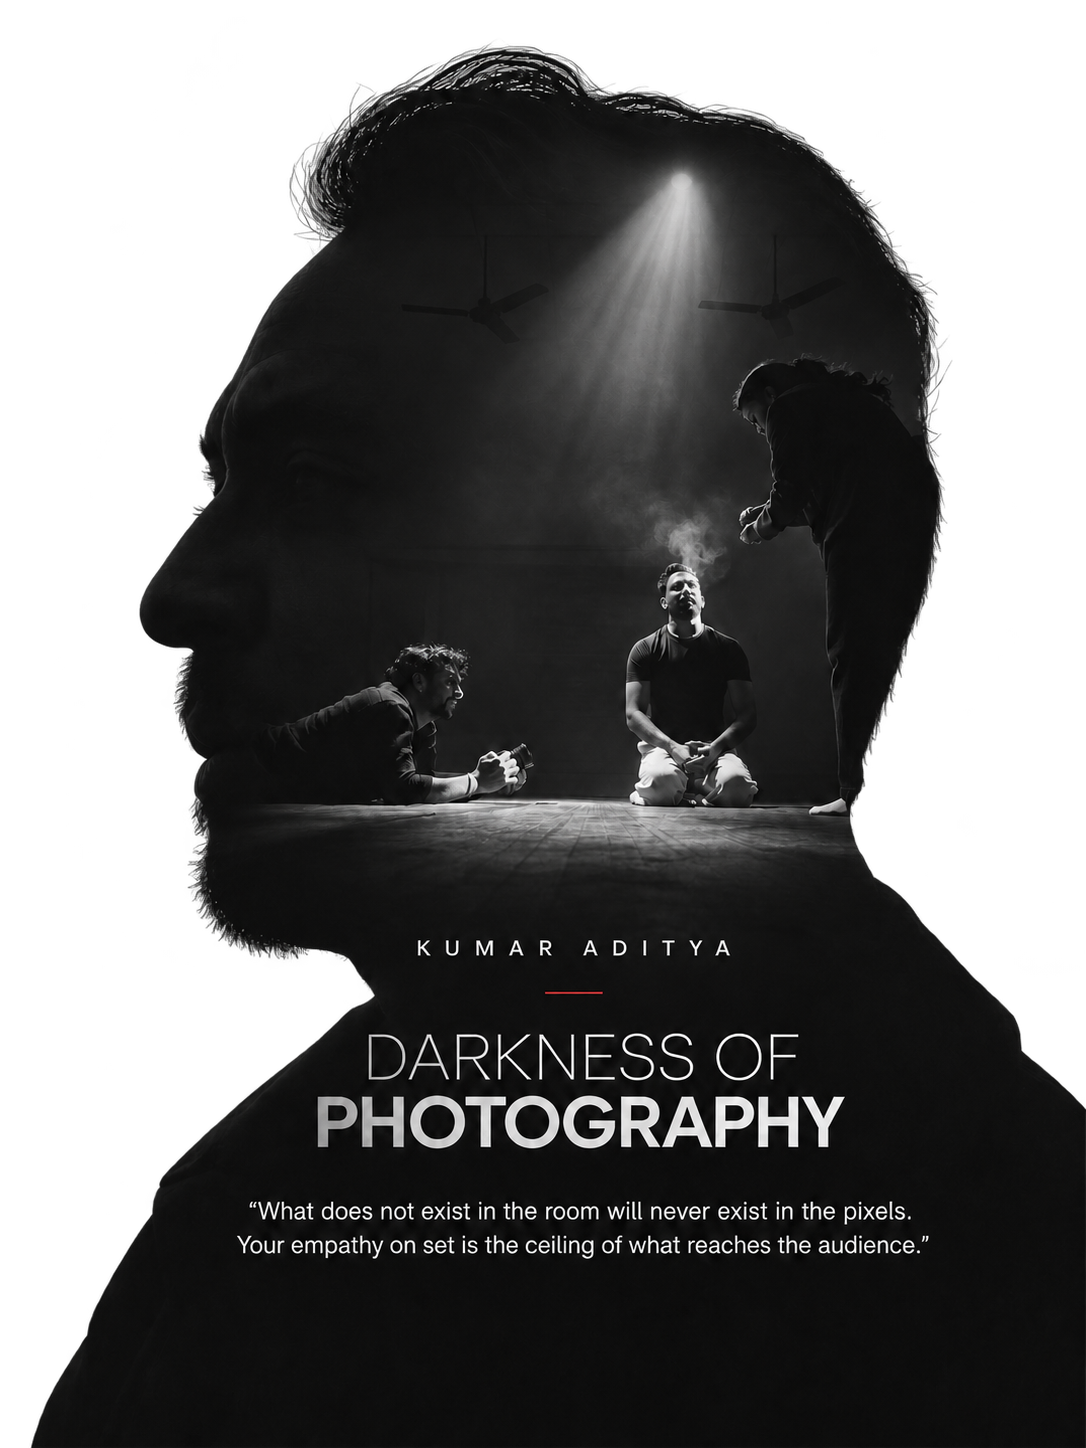 KUMAR ADITYA
DARKNESS OF
PHOTOGRAPHY
“What does not exist in the room will never exist in the pixels.
Your empathy on set is the ceiling of what reaches the audience.”